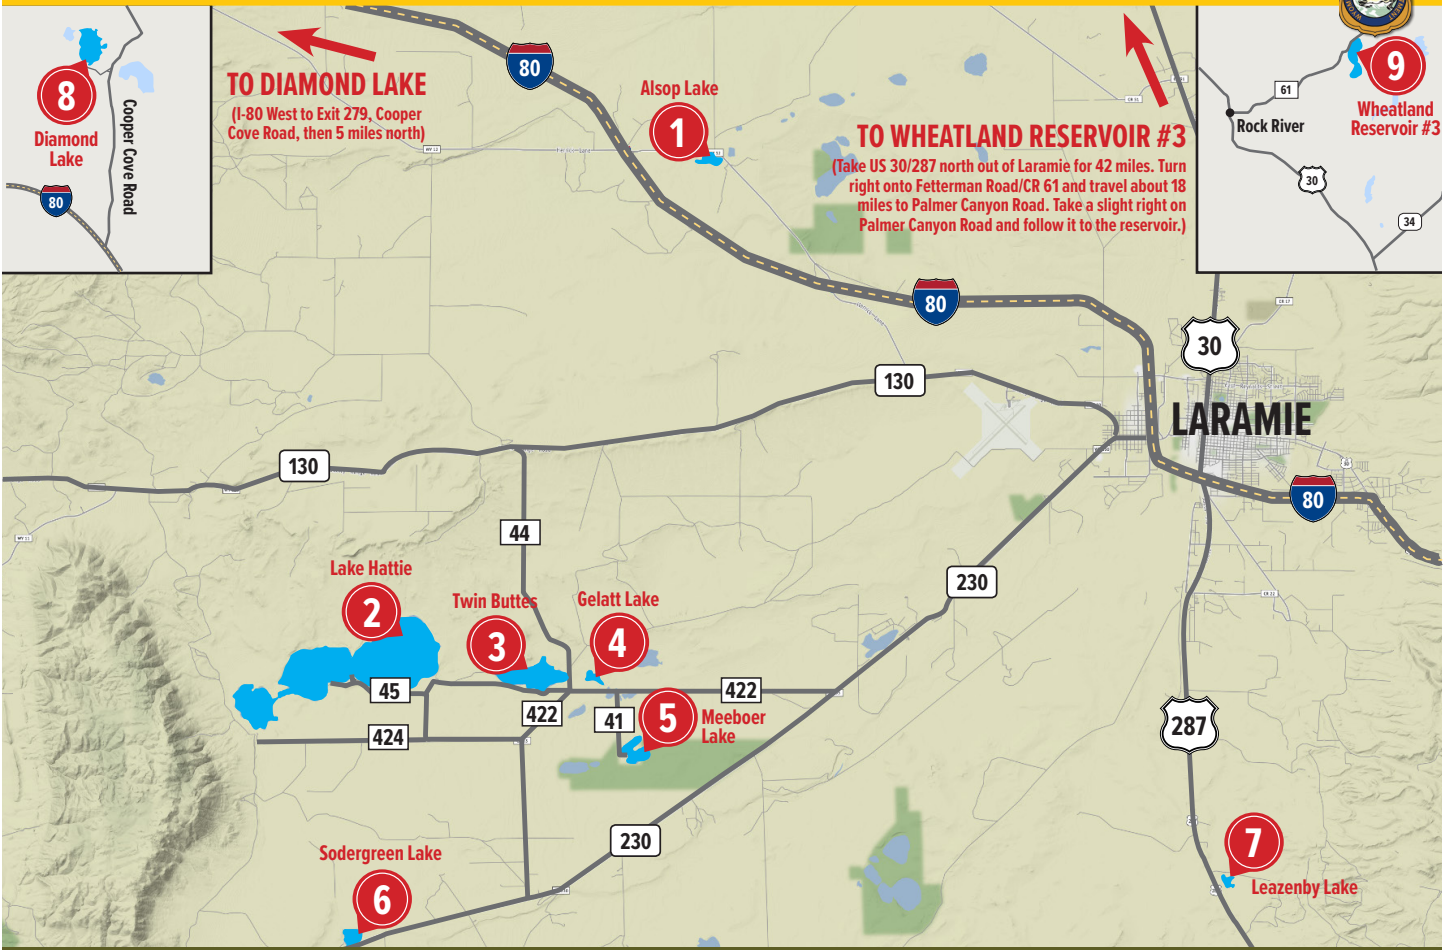 8
Diamond
Lake
Cooper Cove Road
80
TO DIAMOND LAKE
(I-80 West to Exit 279, Cooper
Cove Road, then 5 miles north)
80
Alsop Lake
1
TO WHEATLAND RESERVOIR #3
(Take US 30/287 north out of Laramie for 42 miles. Turn
right onto Fetterman Road/CR 61 and travel about 18
miles to Palmer Canyon Road. Take a slight right on
Palmer Canyon Road and follow it to the reservoir.)
9
Wheatland
Reservoir #3
61
Rock River
30
34
80
30
130
LARAMIE
130
80
44
230
Lake Hattie
2
Twin Buttes
3
Gelatt Lake
4
45
422
422
41
5
Meeboer
Lake
424
287
230
Sodergreen Lake
6
7
Leazenby Lake